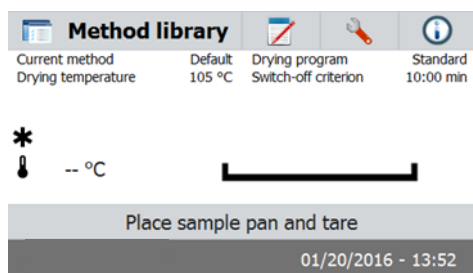 Method library
Current method Default Drying program Standard
Drying temperature 105 °C Switch-off criterion 10:00 min
-- °C
Place sample pan and tare
01/20/2016 - 13:52